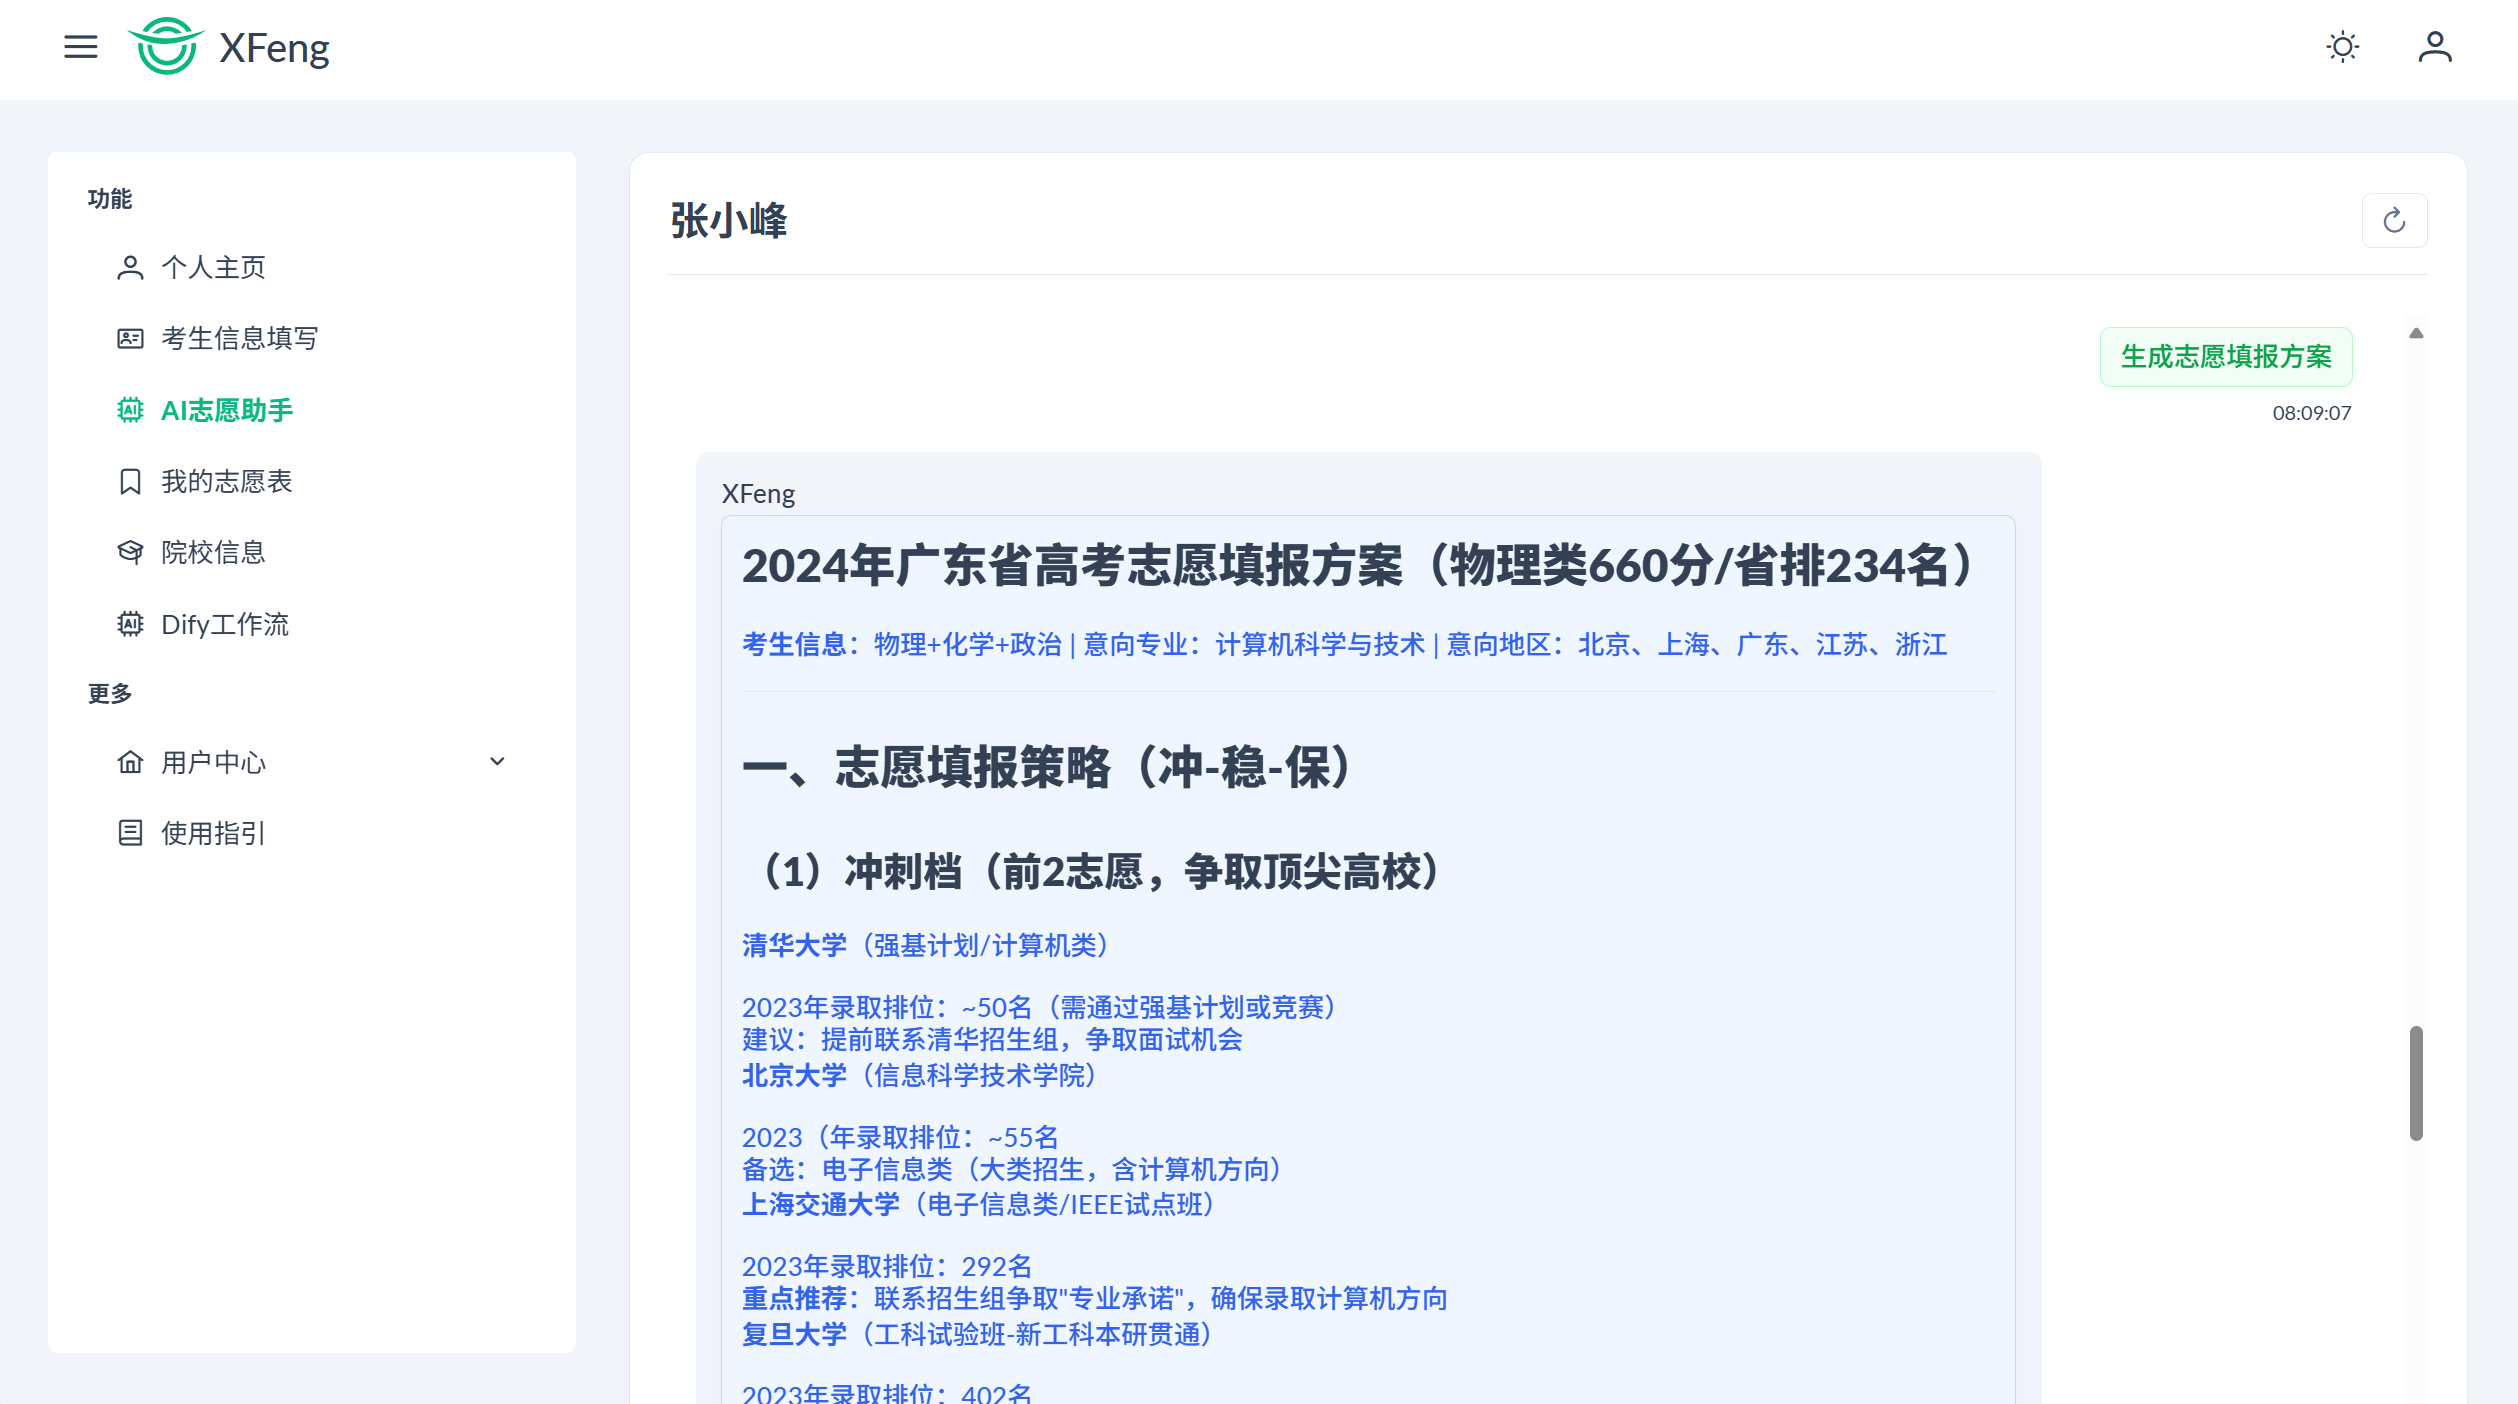 XFeng
功能
个人主页
考生信息填写
AI志愿助手
我的志愿表
院校信息
Dify工作流
更多
用户中心
使用指引
张小峰
生成志愿填报方案
08:09:07
XFeng
2024年广东省高考志愿填报方案（物理类660分/省排234名）
考生信息：物理+化学+政治 | 意向专业：计算机科学与技术 | 意向地区：北京、上海、广东、江苏、浙江
一、志愿填报策略（冲-稳-保）
（1）冲刺档（前2志愿，争取顶尖高校）
清华大学（强基计划/计算机类）
2023年录取排位：~50名（需通过强基计划或竞赛）
建议：提前联系清华招生组，争取面试机会
北京大学（信息科学技术学院）
2023（年录取排位：~55名
备选：电子信息类（大类招生，含计算机方向）
上海交通大学（电子信息类/IEEE试点班）
2023年录取排位：292名
重点推荐：联系招生组争取"专业承诺"，确保录取计算机方向
复旦大学（工科试验班-新工科本研贯通）
2023年录取排位：402名